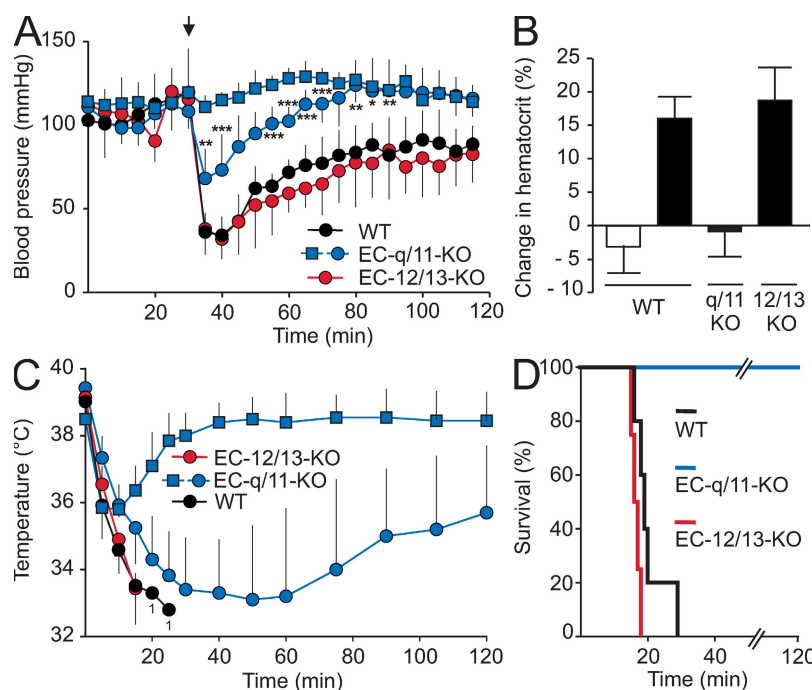 A
Blood pressure (mmHg)
150
100
50
0
**
***
***
***
***
***
**
*
**
WT
EC-q/11-KO
EC-12/13-KO
20
40
60
80
100
120
Time (min)
B
Change in hematocrit (%)
25
20
15
10
5
0
- 5
- 10
WT
q/11
KO
12/13
KO
C
Temperature (°C)
40
38
36
34
32
EC-12/13-KO
EC-q/11-KO
WT
1
1
20
40
60
80
100
120
Time (min)
D
Survival (%)
100
80
60
40
20
0
WT
EC-q/11-KO
EC-12/13-KO
20
40
120
Time (min)